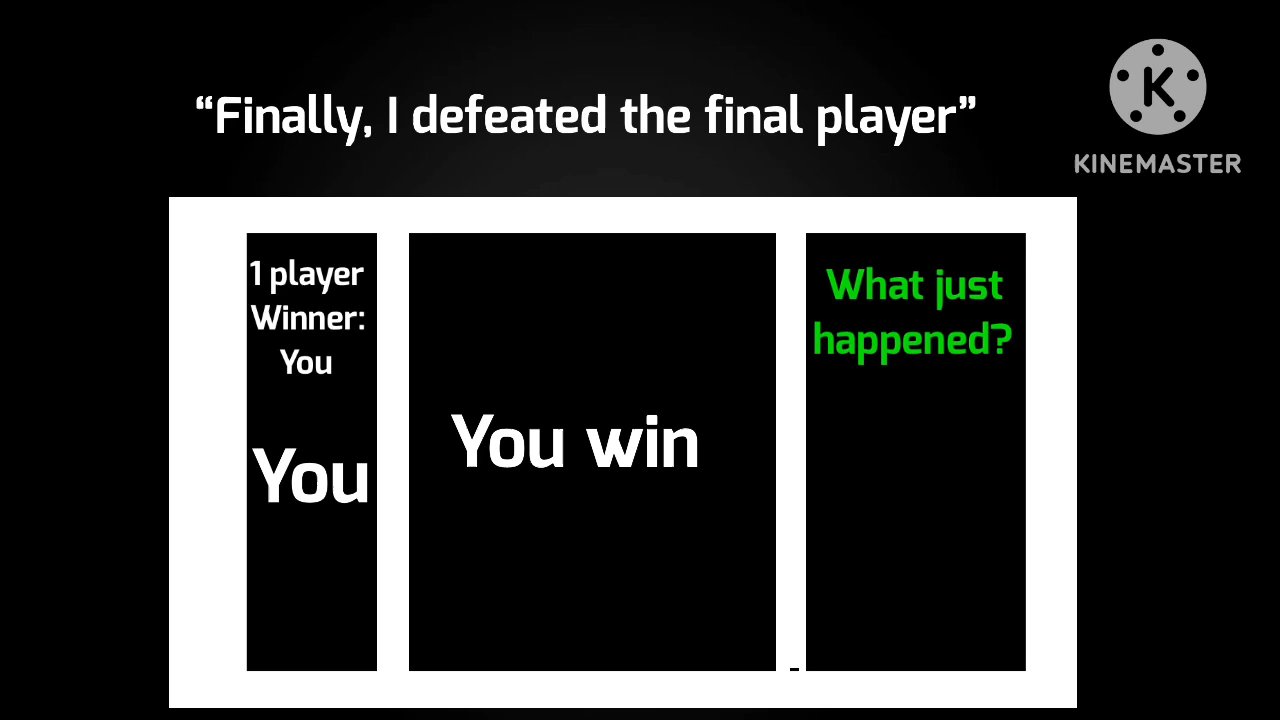 “Finally, I defeated the final player”
K
KINEMASTER
1 player
Winner:
You
You
You win
What just
happened?
-